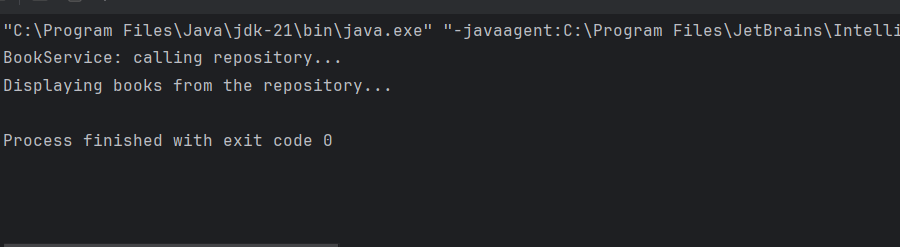 "C:\Program Files\Java\jdk-21\bin\java.exe" "-javaagent:C:\Program Files\JetBrains\Intelli
BookService: calling repository...
Displaying books from the repository...
Process finished with exit code 0